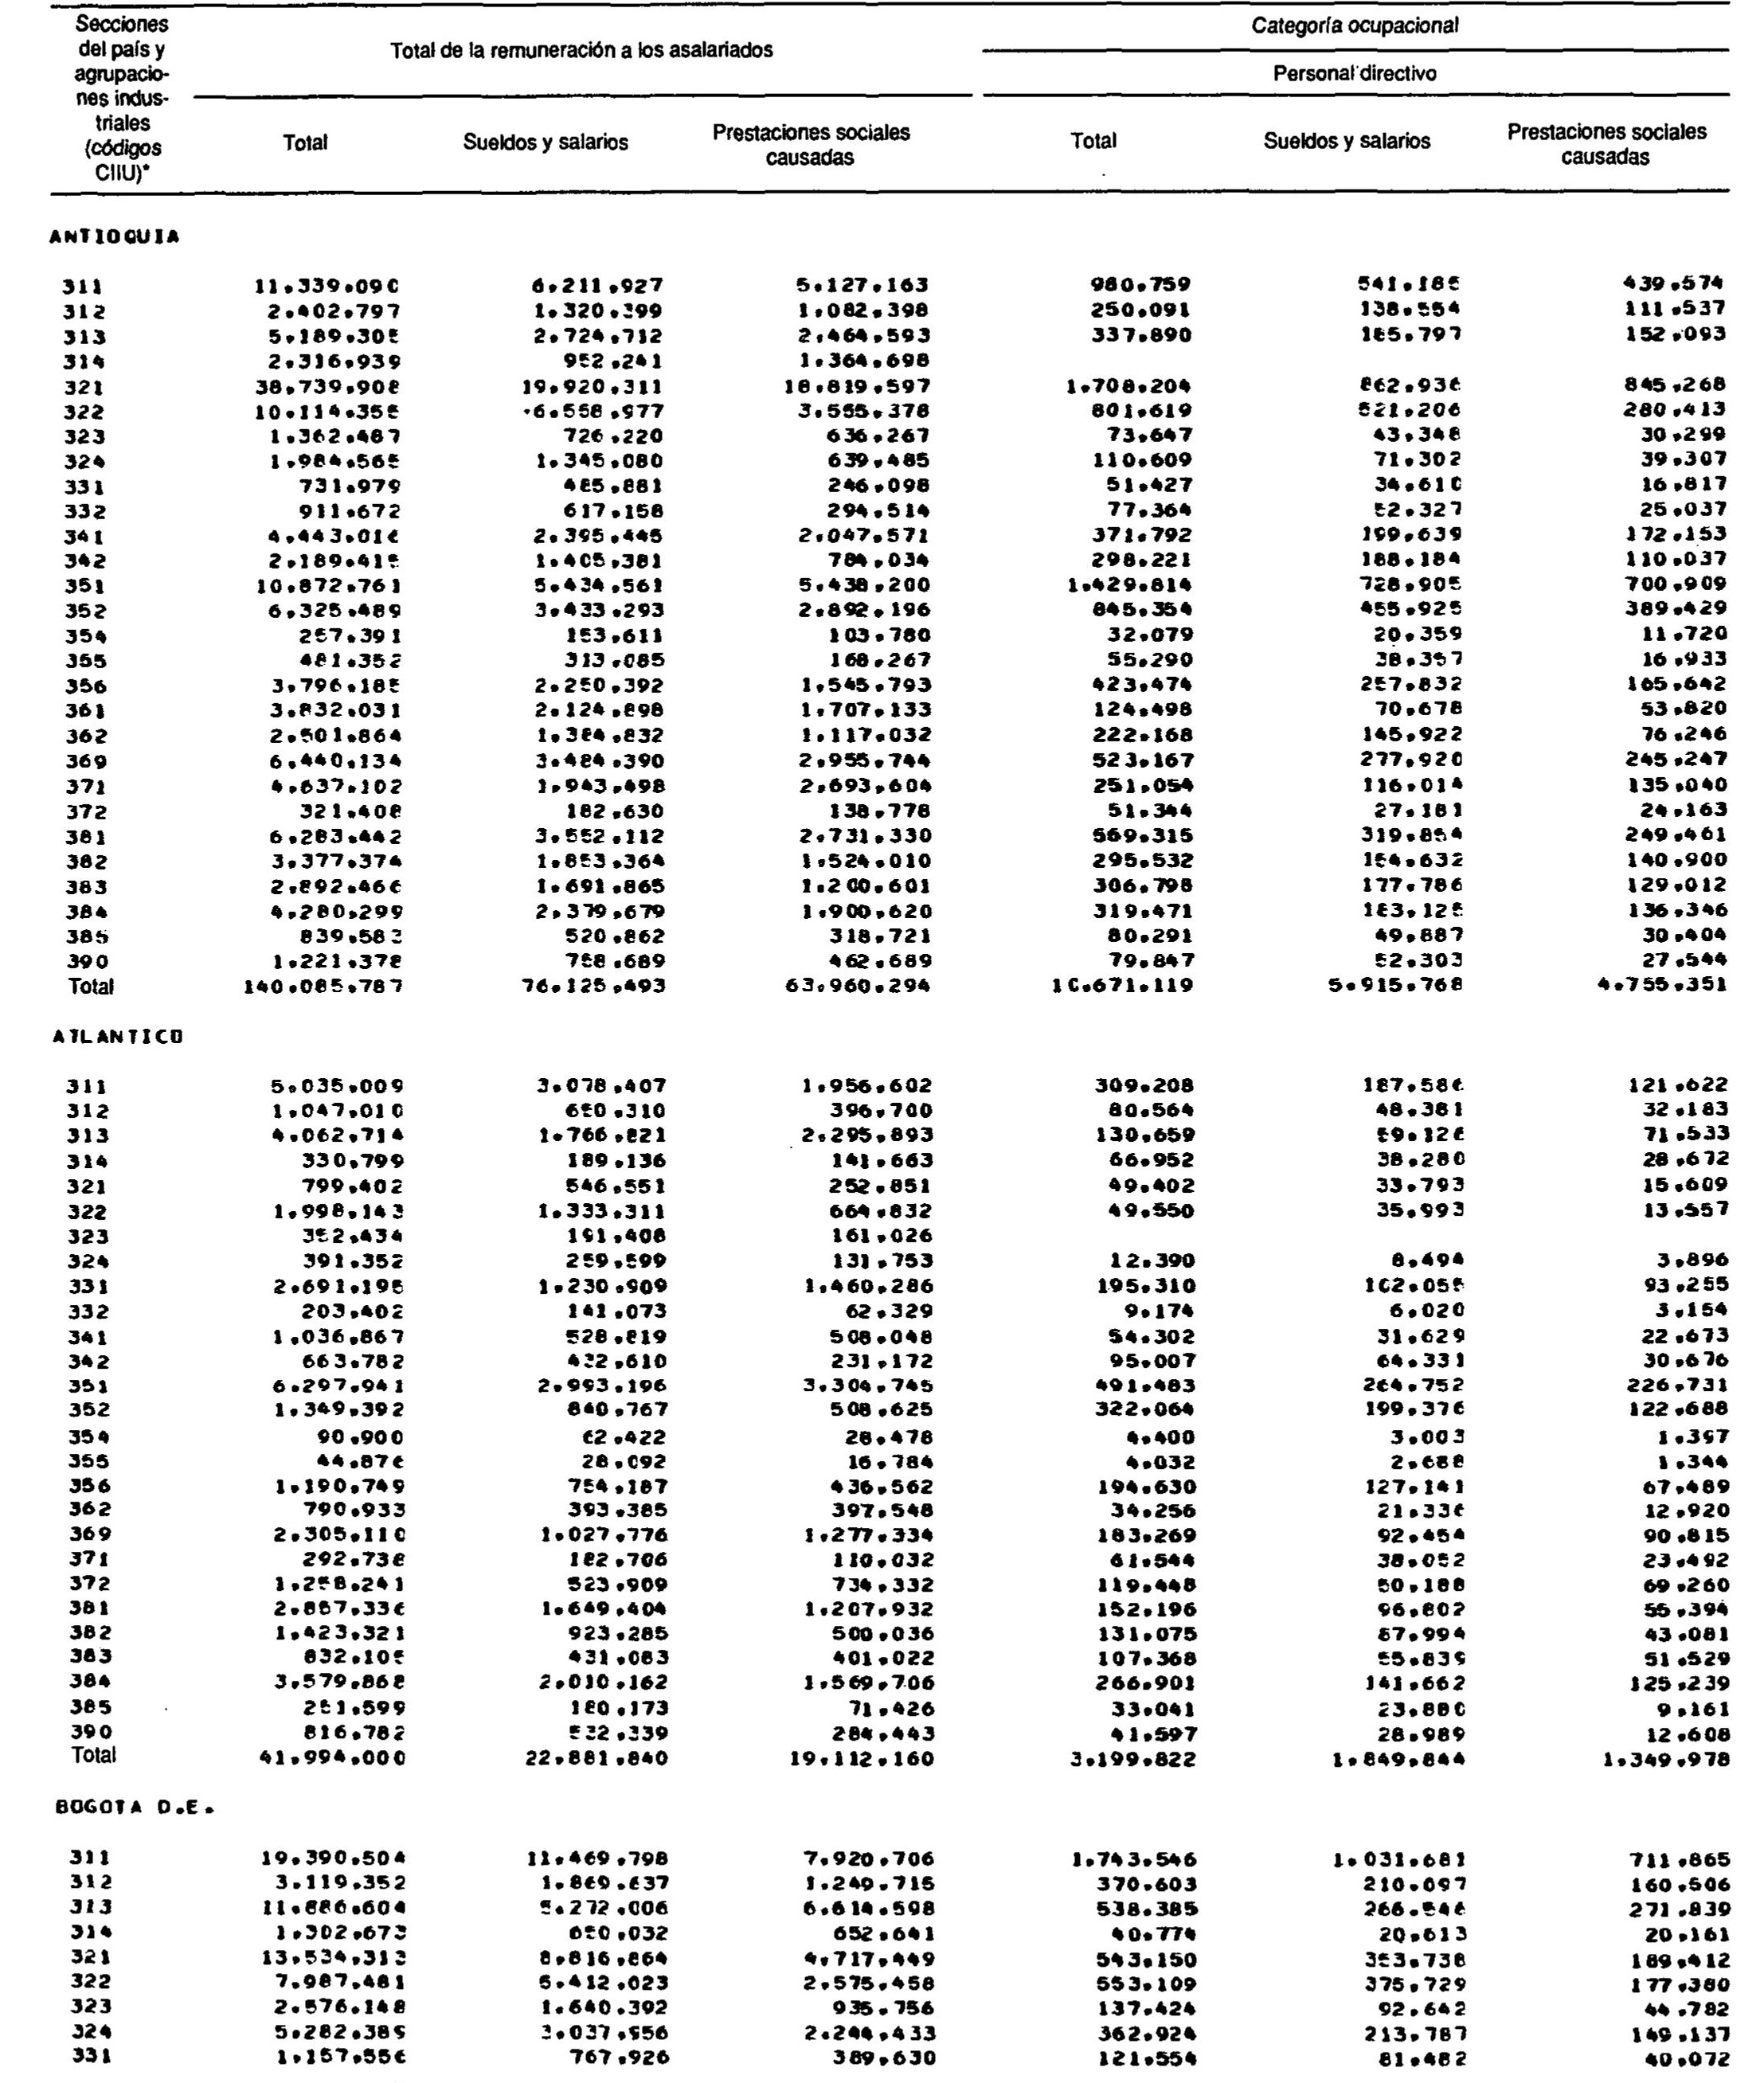 Secciones del país y agrupacio- nes indus- triales (códigos CIIU)*
Total de la remuneración a los asalariados
Categoría ocupacional
Personal directivo
Total Sueldos y salarios Prestaciones sociales causadas Total Sueldos y salarios Prestaciones sociales causadas
ANTIOQUIA
311 11.339.090 6.211.927 5.127.163 980.759 541.185 439.574
312 2.402.797 1.320.399 1.082.398 250.091 138.554 111.537
313 5.189.305 2.724.712 2.464.593 337.890 185.797 152.093
314 2.316.939 952.241 1.364.698
321 38.739.908 19.920.311 18.819.597 1.708.204 862.936 845.268
322 10.114.355 6.558.977 3.555.378 801.619 521.206 280.413
323 1.362.487 726.220 636.267 73.647 43.348 30.299
324 1.984.565 1.345.080 639.485 110.609 71.302 39.307
331 731.979 485.881 246.098 51.427 34.610 16.817
332 911.672 617.158 294.514 77.364 52.327 25.037
341 4.443.016 2.395.445 2.047.571 371.792 199.639 172.153
342 2.189.415 1.405.381 784.034 298.221 188.184 110.037
351 10.872.761 5.434.561 5.438.200 1.429.814 728.905 700.909
352 6.325.489 3.433.293 2.892.196 845.354 455.925 389.429
354 257.391 153.611 103.780 32.079 20.359 11.720
355 481.352 313.085 168.267 55.290 38.357 16.933
356 3.796.185 2.250.392 1.545.793 423.474 257.832 165.642
361 3.832.031 2.124.898 1.707.133 124.498 70.678 53.820
362 2.501.864 1.384.832 1.117.032 222.168 145.922 76.246
369 6.440.134 3.484.390 2.955.744 523.167 277.920 245.247
371 4.637.102 1.943.498 2.693.604 251.054 116.014 135.040
372 321.408 182.630 138.778 51.344 27.181 24.163
381 6.283.442 3.552.112 2.731.330 569.315 319.854 249.461
382 3.377.374 1.853.364 1.524.010 295.532 154.632 140.900
383 2.892.466 1.691.865 1.200.601 306.798 177.786 129.012
384 4.280.299 2.379.679 1.900.620 319.471 183.125 136.346
385 839.583 520.862 318.721 80.291 49.887 30.404
390 1.221.378 758.689 462.689 79.847 52.303 27.544
Total 140.085.787 76.125.493 63.960.294 10.671.119 5.915.768 4.755.351
ATLANTICO
311 5.035.009 3.078.407 1.956.602 309.208 187.586 121.622
312 1.047.010 650.310 396.700 80.564 48.381 32.183
313 4.062.714 1.766.821 2.295.893 130.659 59.126 71.533
314 330.799 189.136 141.663 66.952 38.280 28.672
321 799.402 546.551 252.851 49.402 33.793 15.609
322 1.998.143 1.333.311 664.832 49.550 35.993 13.557
323 352.434 191.408 161.026
324 391.352 259.599 131.753 12.390 8.494 3.896
331 2.691.195 1.230.909 1.460.286 195.310 102.055 93.255
332 203.402 141.073 62.329 9.174 6.020 3.154
341 1.036.867 528.819 508.048 54.302 31.629 22.673
342 663.782 432.610 231.172 95.007 64.331 30.676
351 6.297.941 2.993.196 3.304.745 491.483 264.752 226.731
352 1.349.392 840.767 508.625 322.064 199.376 122.688
354 90.900 62.422 28.478 4.400 3.003 1.397
355 44.876 28.092 16.784 4.032 2.688 1.344
356 1.190.749 754.187 436.562 194.630 127.141 67.489
362 790.933 393.385 397.548 34.256 21.336 12.920
369 2.305.110 1.027.776 1.277.334 183.269 92.454 90.815
371 292.738 182.706 110.032 61.544 38.052 23.492
372 1.258.241 523.909 734.332 119.448 50.188 69.260
381 2.857.336 1.649.404 1.207.932 152.196 96.802 55.394
382 1.423.321 923.285 500.036 131.075 87.994 43.081
383 832.105 431.083 401.022 107.368 55.839 51.529
384 3.579.868 2.010.162 1.569.706 266.901 141.662 125.239
385 251.599 180.173 71.426 33.041 23.880 9.161
390 816.782 532.339 284.443 41.597 28.989 12.608
Total 41.994.000 22.881.840 19.112.160 3.199.822 1.849.844 1.349.978
BOGOTA D.E.
311 19.390.504 11.469.798 7.920.706 1.743.546 1.031.681 711.865
312 3.119.352 1.869.637 1.249.715 370.603 210.097 160.506
313 11.886.604 5.272.006 6.614.598 538.385 266.546 271.839
314 1.302.673 650.032 652.641 40.774 20.613 20.161
321 13.534.313 8.816.864 4.717.449 543.150 353.738 189.412
322 7.987.481 5.412.023 2.575.458 553.109 375.729 177.380
323 2.576.148 1.640.392 935.756 137.424 92.642 44.782
324 5.282.389 3.037.956 2.244.433 362.924 213.787 149.137
331 1.157.556 767.926 389.630 121.554 81.482 40.072